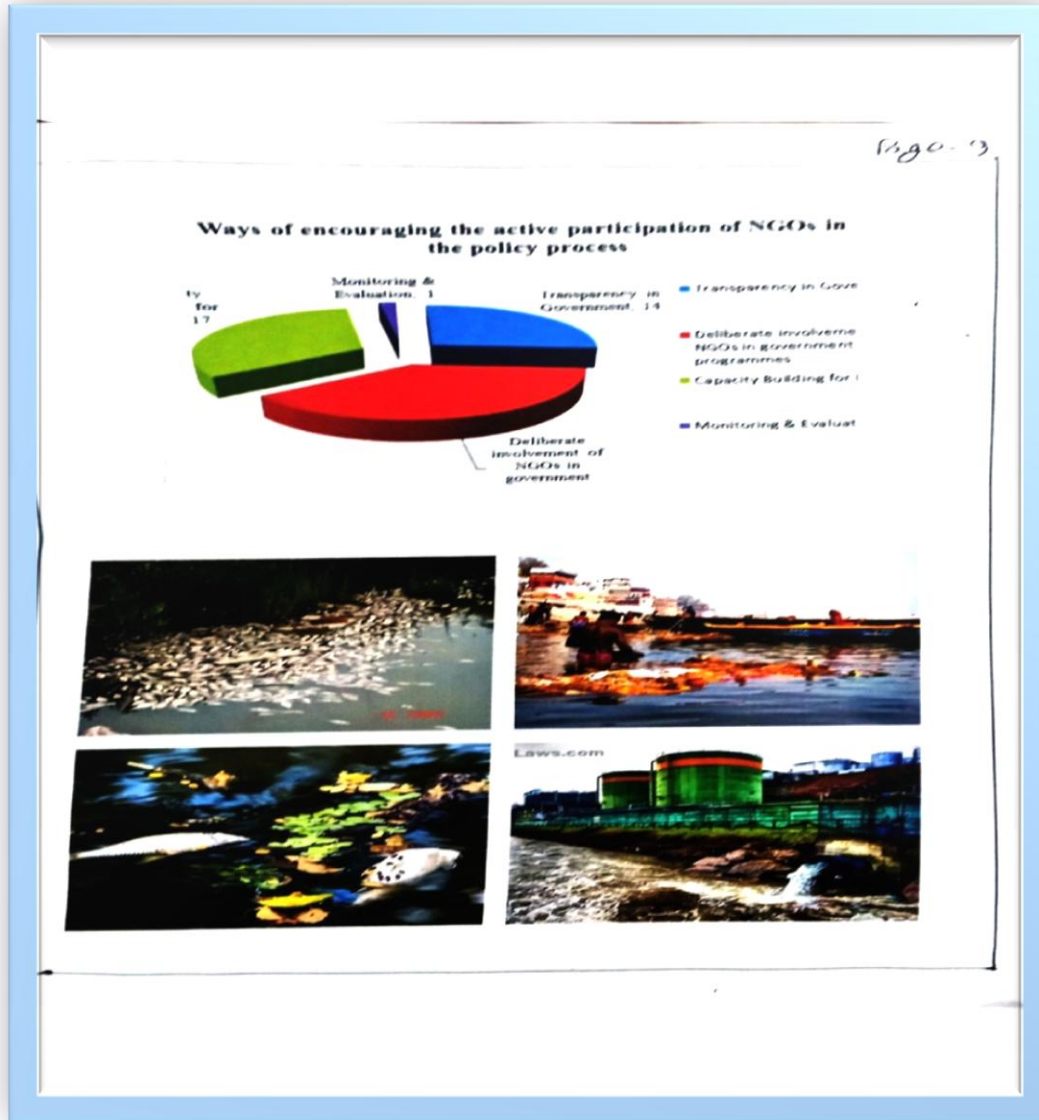 Ways of encouraging the active participation of NGOs in
the policy process
Monitoring &
Evaluation, 1
ty
for
17
Transparency in
Government, 14
Deliberate
involvement of
NGOs in
government
Transparency in Gove
Deliberate involveme
NGOs in government
programmes
Capacity Building for
Monitoring & Evaluat
Laws.com